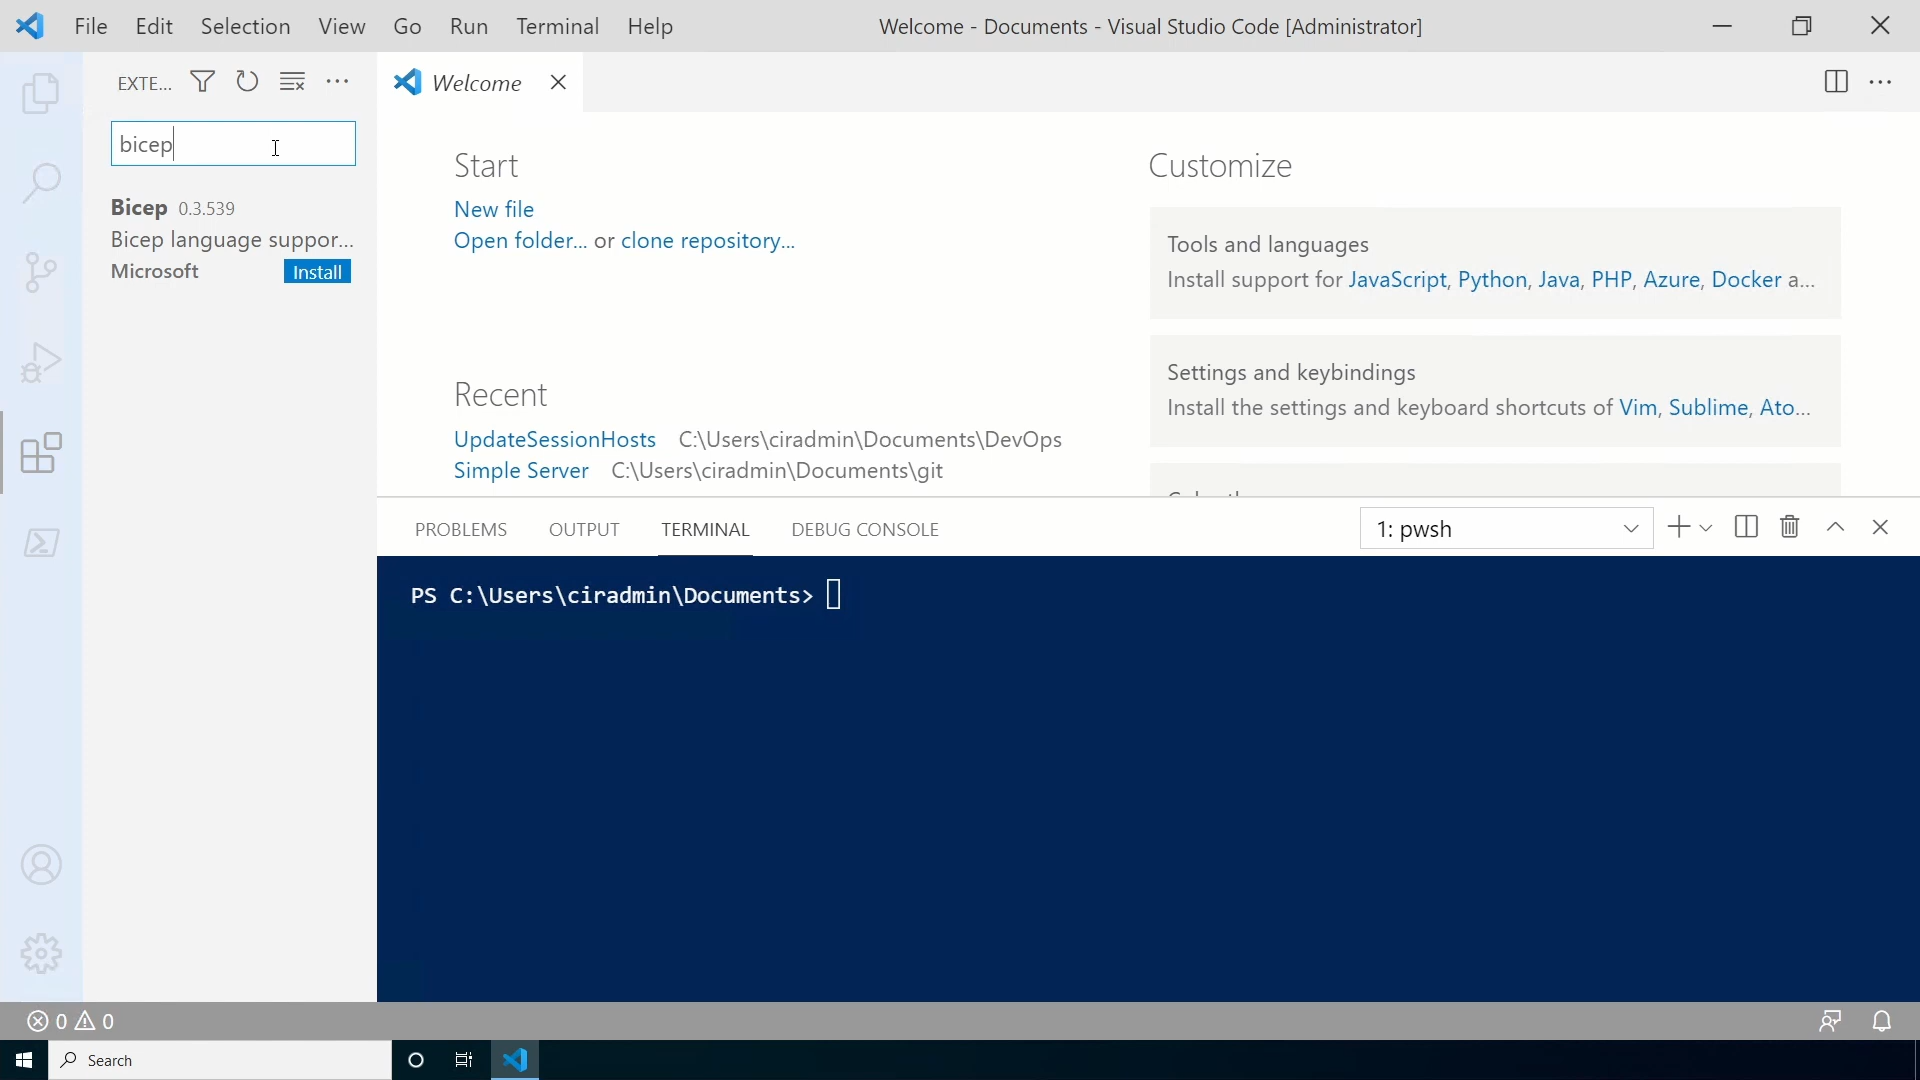 File Edit Selection View Go Run Terminal Help
Welcome - Documents - Visual Studio Code [Administrator]
EXTE...
bicep
Bicep 0.3.539
Bicep language suppor...
Microsoft Install
Welcome
Start
New file
Open folder... or clone repository...
Recent
UpdateSessionHosts C:\Users\ciradmin\Documents\DevOps
Simple Server C:\Users\ciradmin\Documents\git
Customize
Tools and languages
Install support for JavaScript, Python, Java, PHP, Azure, Docker a...
Settings and keybindings
Install the settings and keyboard shortcuts of Vim, Sublime, Ato...
PROBLEMS OUTPUT TERMINAL DEBUG CONSOLE
1: pwsh
PS C:\Users\ciradmin\Documents>
0 0
Search